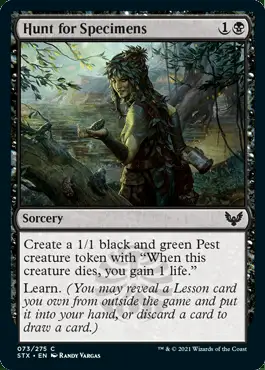 Hunt for Specimens 1
Sorcery
Create a 1/1 black and green Pest
creature token with “When this
creature dies, you gain 1 life.”
Learn. (You may reveal a Lesson card
you own from outside the game and put
it into your hand, or discard a card to
draw a card.)
073/275 C
STX • EN RANDY VARGAS
™ & © 2021 Wizards of the Coast